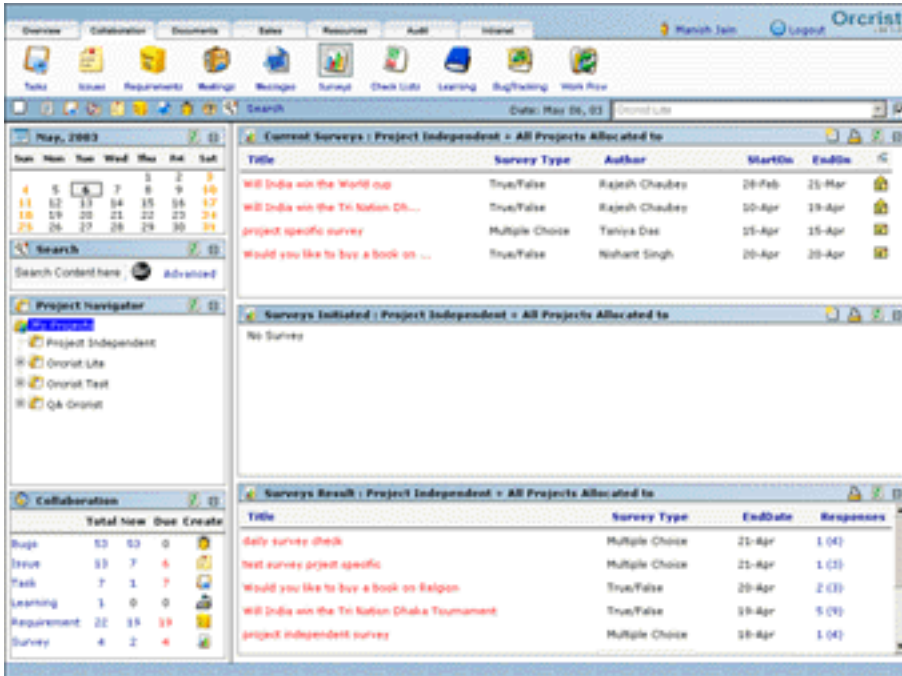 Orcrist
Overview Collaboration Documents Sales Resources Audit Intranet Manish Jain Logout
Tasks Issues Requirements Meetings Messages Surveys Check Lists Learning BugTracking Work Flow
Search Date: May 06, 03 Orcrist Lite
May, 2003
Sun Mon Tue Wed Thu Fri Sat
1 2 3
4 5 6 7 8 9 10
11 12 13 14 15 16 17
18 19 20 21 22 23 24
25 26 27 28 29 30 31
Search
Search Content here Advanced
Project Navigator
My Projects
Project Independent
Orcrist Lite
Orcrist Test
QA Orcrist
Collaboration
Total New Due Create
Bugs 53 53 0
Issue 13 7 6
Task 7 1 7
Learning 1 0 0
Requirement 22 19 19
Survey 4 2 4
Current Surveys : Project Independent » All Projects Allocated to
Title Survey Type Author StartOn EndOn
Will India win the World cup True/False Rajesh Chaubey 28-Feb 21-Mar
Will India win the Tri Nation Dh... True/False Rajesh Chaubey 10-Apr 19-Apr
project specific survey Multiple Choice Taniya Das 15-Apr 15-Apr
Would you like to buy a book on ... True/False Nishant Singh 20-Apr 20-Apr
Surveys Initiated : Project Independent » All Projects Allocated to
No Survey
Surveys Result : Project Independent » All Projects Allocated to
Title Survey Type EndDate Responses
daily survey check Multiple Choice 21-Apr 1 (4)
test survey prject specific Multiple Choice 21-Apr 1 (3)
Would you like to buy a book on Relgion True/False 20-Apr 2 (3)
Will India win the Tri Nation Dhaka Tournament True/False 19-Apr 5 (9)
project independent survey Multiple Choice 18-Apr 1 (4)